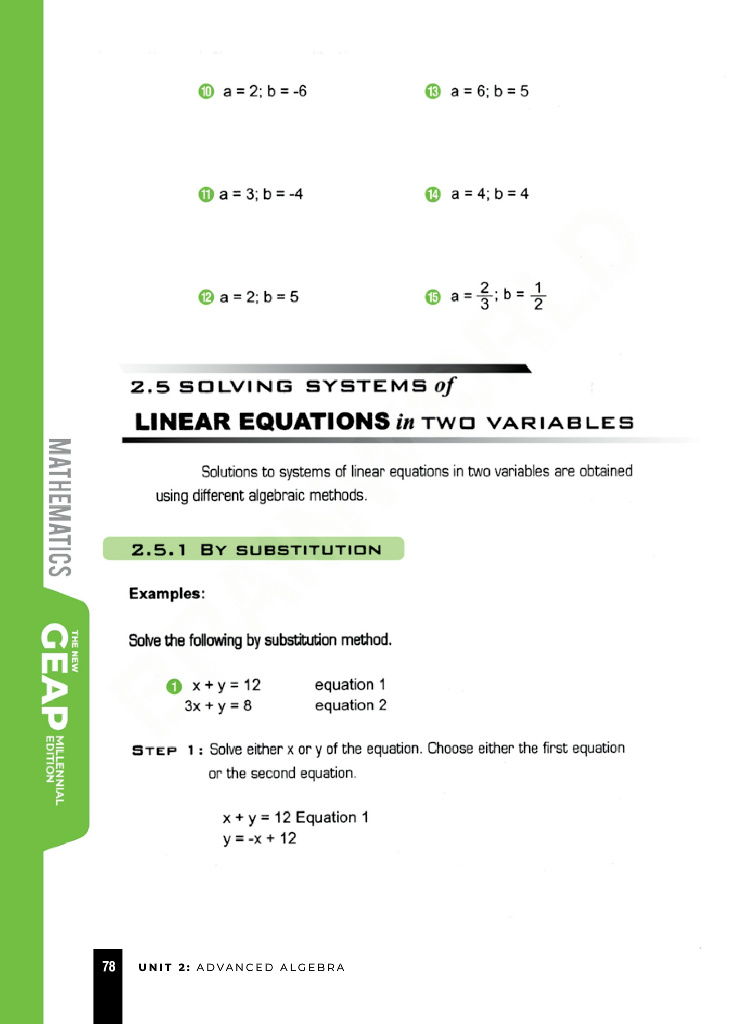 10 a = 2; b = -6
13 a = 6; b = 5
11 a = 3; b = -4
14 a = 4; b = 4
12 a = 2; b = 5
15 a = 2/3; b = 1/2
2.5 SOLVING SYSTEMS of
LINEAR EQUATIONS in TWO VARIABLES
Solutions to systems of linear equations in two variables are obtained
using different algebraic methods.
2.5.1 BY SUBSTITUTION
Examples:
Solve the following by substitution method.
1 x + y = 12 equation 1
3x + y = 8 equation 2
STEP 1: Solve either x or y of the equation. Choose either the first equation
or the second equation.
x + y = 12 Equation 1
y = -x + 12
MATHEMATICS
THE NEW
GEAP
MILLENNIAL
EDITION
78 UNIT 2: ADVANCED ALGEBRA